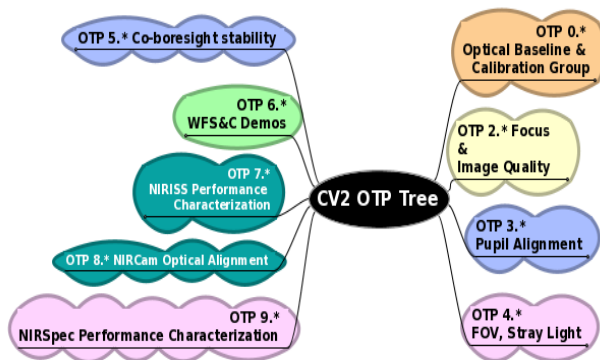 OTP 5.* Co-boresight stability
OTP 6.*
WFS&C Demos
OTP 7.*
NIRISS Performance
Characterization
OTP 8.* NIRCam Optical Alignment
OTP 9.*
NIRSpec Performance Characterization
CV2 OTP Tree
OTP 0.*
Optical Baseline &
Calibration Group
OTP 2.* Focus
&
Image Quality
OTP 3.*
Pupil Alignment
OTP 4.*
FOV, Stray Light